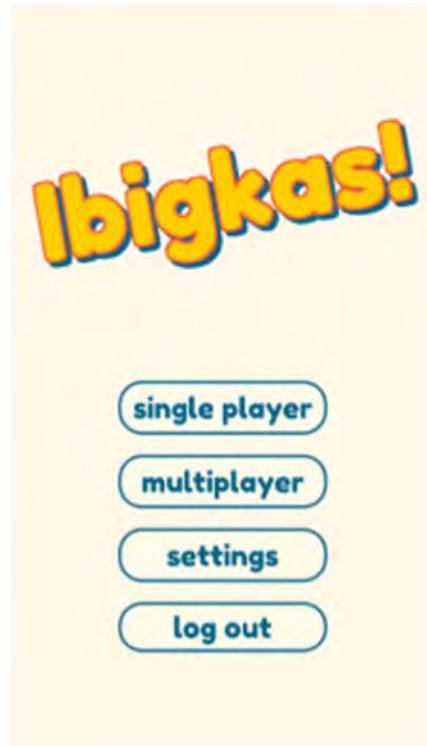 Ibigkas!
single player
multiplayer
settings
log out